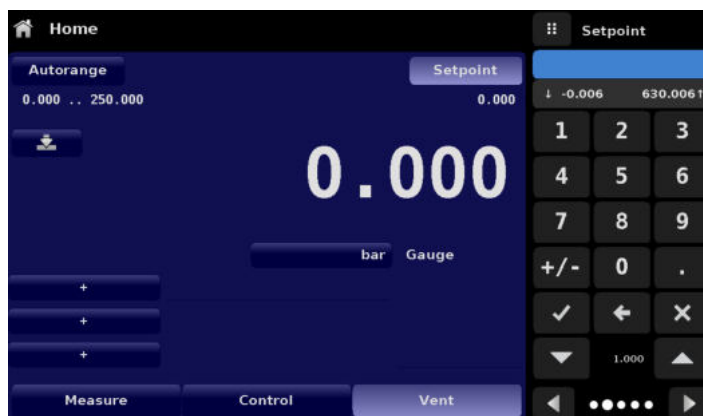 Home
Setpoint
Autorange
Setpoint
0.000 .. 250.000
0.000
↓ -0.006 630.006↑
0.000
bar Gauge
1 2 3
4 5 6
7 8 9
+/- 0 .
+
+
+
1.000
Measure Control Vent